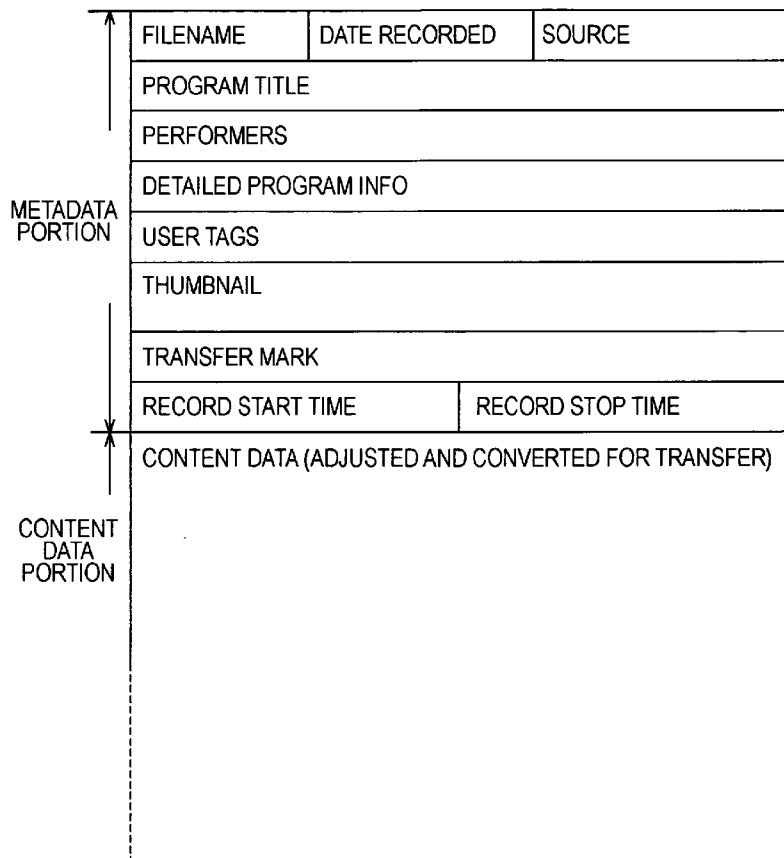 FILENAME DATE RECORDED SOURCE
PROGRAM TITLE
PERFORMERS
DETAILED PROGRAM INFO
METADATA
PORTION
USER TAGS
THUMBNAIL
TRANSFER MARK
RECORD START TIME RECORD STOP TIME
CONTENT DATA (ADJUSTED AND CONVERTED FOR TRANSFER)
CONTENT
DATA
PORTION